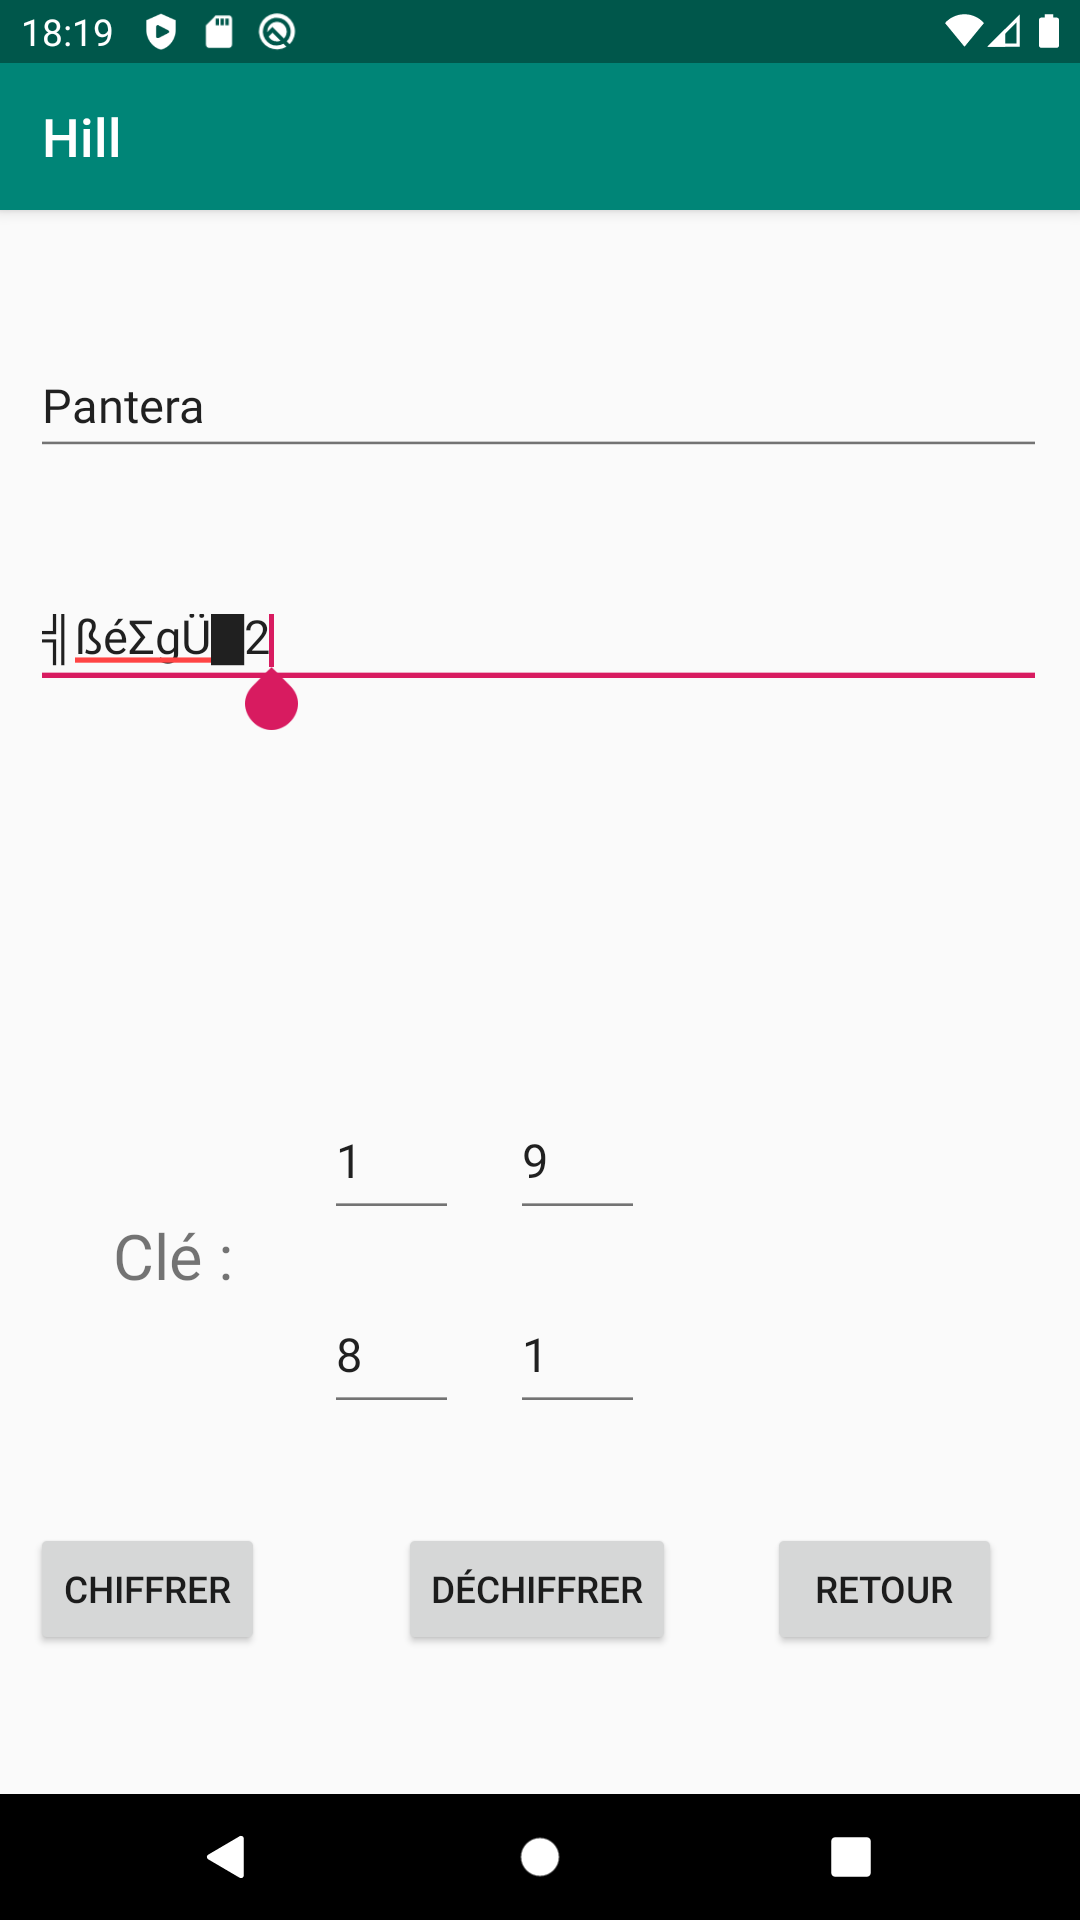 18:19
Hill
Pantera
╣ßéΣgÜ█2
1 9
Clé :
8 1
CHIFFRER DÉCHIFFRER RETOUR